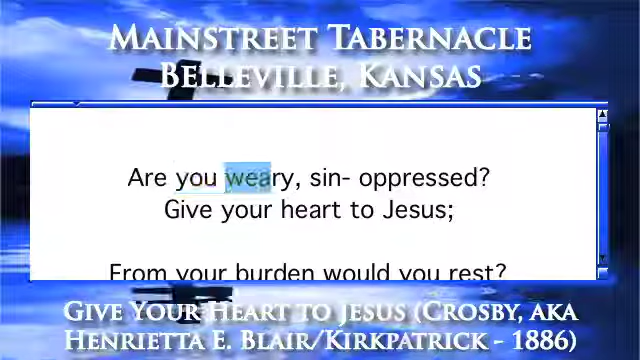 Mainstreet Tabernacle
Belleville, Kansas
Are you weary, sin- oppressed?
Give your heart to Jesus;
From your burden would you rest?
Give Your Heart to Jesus (Crosby, aka
Henrietta E. Blair/Kirkpatrick - 1886)